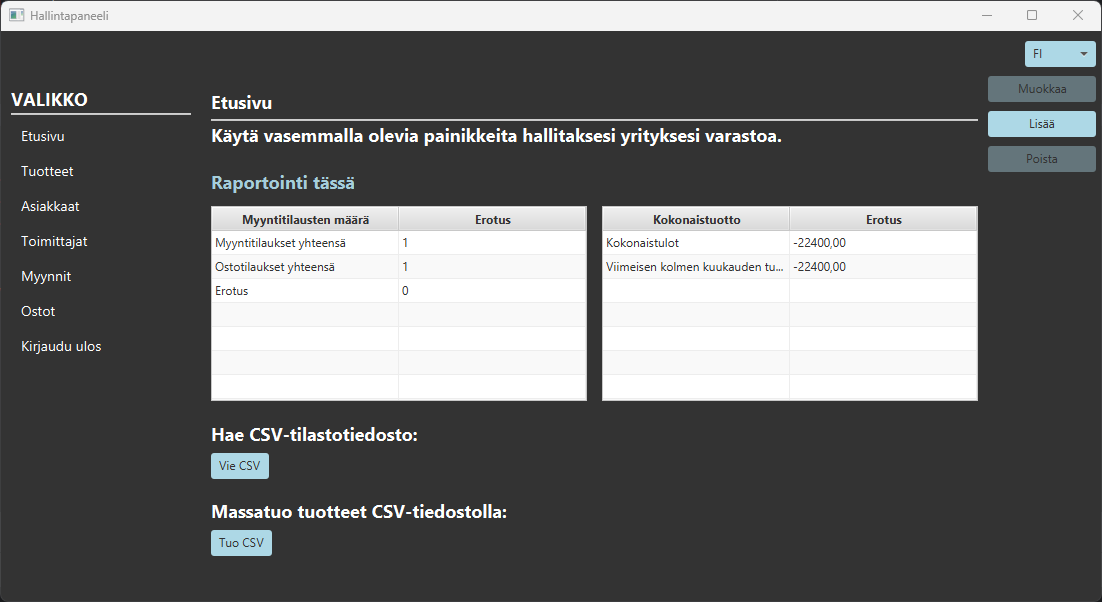 Hallintapaneeli
FI
Muokkaa
Lisää
Poista
VALIKKO
Etusivu
Tuotteet
Asiakkaat
Toimittajat
Myynnit
Ostot
Kirjaudu ulos
Etusivu
Käytä vasemmalla olevia painikkeita hallitaksesi yrityksesi varastoa.
Raportointi tässä
Myyntitilausten määrä Erotus
Myyntitilaukset yhteensä 1
Ostotilaukset yhteensä 1
Erotus 0
Kokonaistuotto Erotus
Kokonaistulot -22400,00
Viimeisen kolmen kuukauden tu... -22400,00
Hae CSV-tilastotiedosto:
Vie CSV
Massatuo tuotteet CSV-tiedostolla:
Tuo CSV